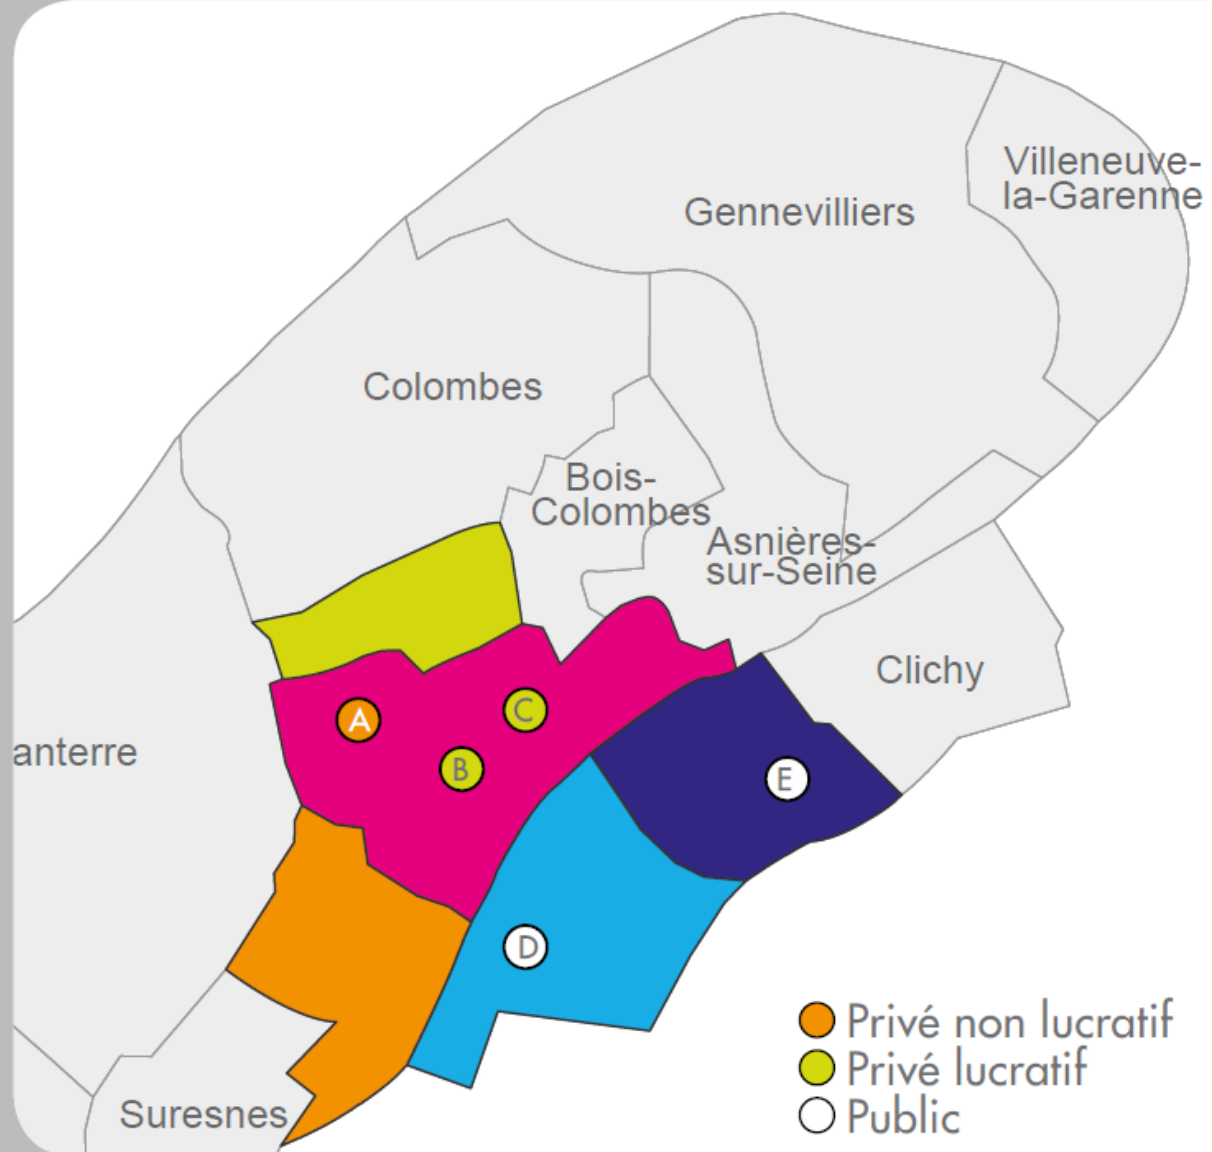 Villeneuve-
la-Garenne
Gennevilliers
Colombes
Bois-
Colombes
Asnières-
sur-Seine
Clichy
A
C
anterre
B
E
D
Privé non lucratif
Privé lucratif
Public
Suresnes